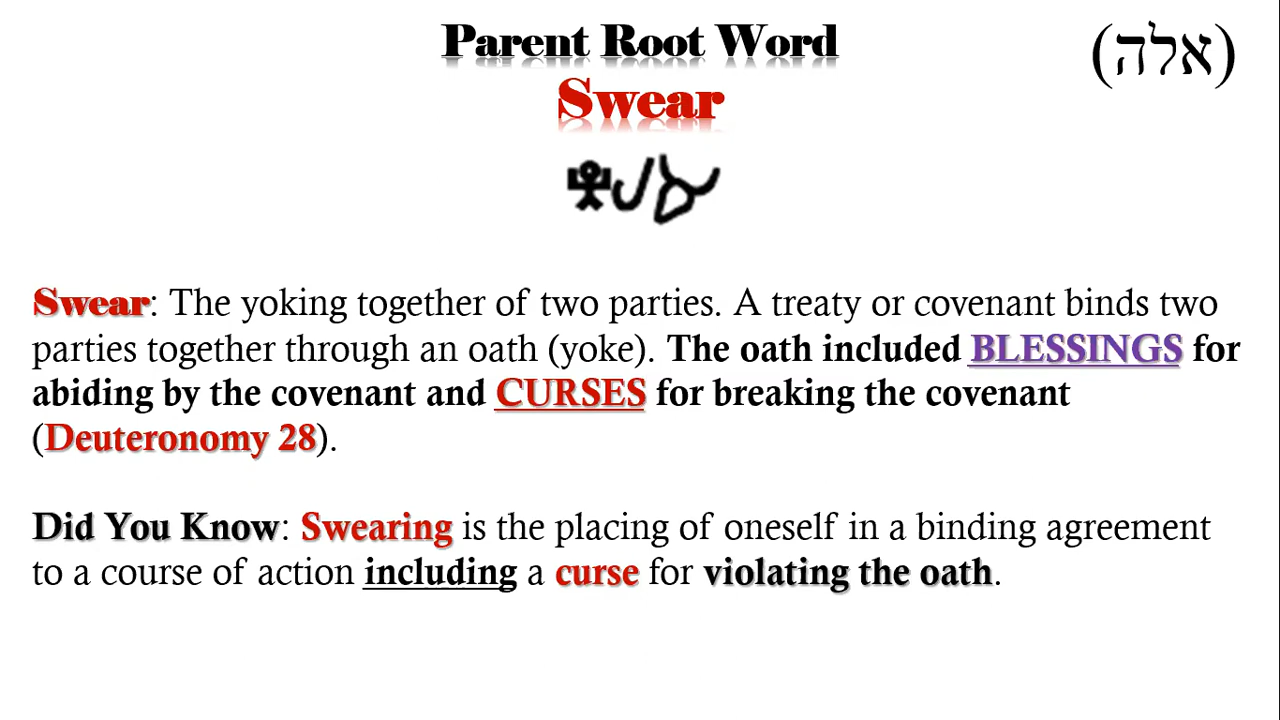 Parent Root Word
(אלה)
Swear
Swear: The yoking together of two parties. A treaty or covenant binds two
parties together through an oath (yoke). The oath included BLESSINGS for
abiding by the covenant and CURSES for breaking the covenant
(Deuteronomy 28).
Did You Know: Swearing is the placing of oneself in a binding agreement
to a course of action including a curse for violating the oath.